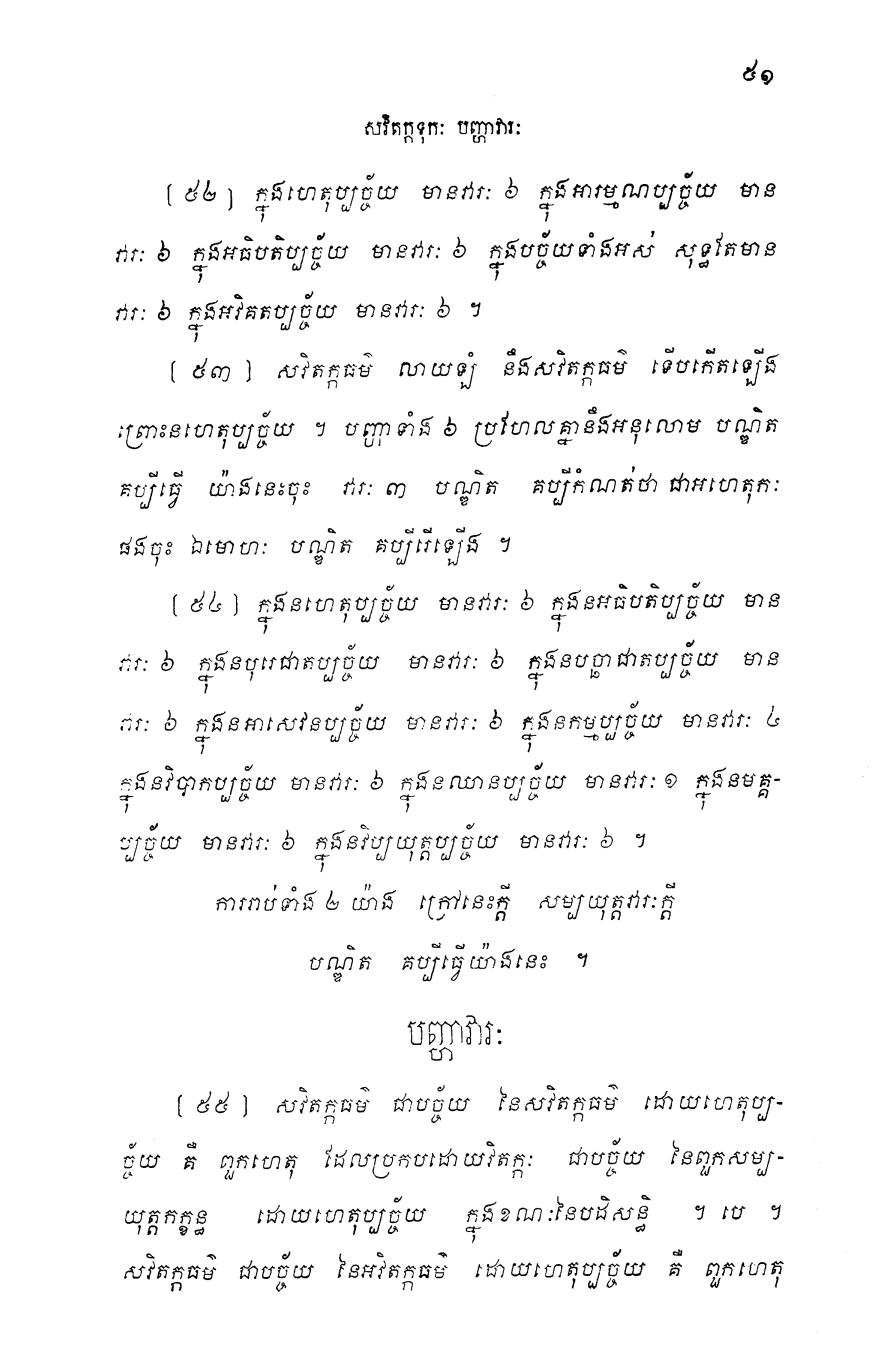 ៥១
សវិតក្កទុកៈ បញ្ហាវារៈ
[ ៥២ ] ក្នុងហេតុប្បច្ច័យ មានវារៈ ៦ ក្នុងអារម្មណប្បច្ច័យ មាន
វារៈ ៦ ក្នុងអធិបតិប្បច្ច័យ មានវារៈ ៦ ក្នុងបច្ច័យទាំងអស់ សុទ្ធតែមាន
វារៈ ៦ ក្នុងអវិគតប្បច្ច័យ មានវារៈ ៦ ។
[ ៥៣ ] សវិតក្កធម៌ លាយឡំ នឹងសវិតក្កធម៌ ទើបកើតឡើង
ព្រោះនហេតុប្បច្ច័យ ។ បញ្ហាទាំង ៦ ប្រហែលគ្នានឹងអនុលោម បណ្ឌិត
គប្បីធ្វើ យ៉ាងនេះចុះ វារៈ ៣ បណ្ឌិត គប្បីកំណត់ថា ជាអហេតុកៈ
ផងចុះ ឯមោហៈ បណ្ឌិត គប្បីរើឡើង ។
[ ៥៤ ] ក្នុងនហេតុប្បច្ច័យ មានវារៈ ៦ ក្នុងនអធិបតិប្បច្ច័យ មាន
វារៈ ៦ ក្នុងនបុរេជាតប្បច្ច័យ មានវារៈ ៦ ក្នុងនបច្ឆាជាតប្បច្ច័យ មាន
វារៈ ៦ ក្នុងនអាសេវនប្បច្ច័យ មានវារៈ ៦ ក្នុងនកម្មប្បច្ច័យ មានវារៈ ៤
ក្នុងនវិបាកប្បច្ច័យ មានវារៈ ៦ ក្នុងនឈានប្បច្ច័យ មានវារៈ ១ ក្នុងនមគ្គ-
ប្បច្ច័យ មានវារៈ ៦ ក្នុងនវិប្បយុត្តប្បច្ច័យ មានវារៈ ៦ ។
ការរាប់ទាំង ២ យ៉ាង ក្រៅនេះក្តី សម្បយុត្តវារៈក្តី
បណ្ឌិត គប្បីធ្វើយ៉ាងនេះ ។
បញ្ហាវារៈ
[ ៥៥ ] សវិតក្កធម៌ ជាបច្ច័យ នៃសវិតក្កធម៌ ដោយហេតុប្ប-
ច្ច័យ គឺ ពួកហេតុ ដែលប្រកបដោយវិតក្កៈ ជាបច្ច័យ នៃពួកសម្ប-
យុត្តកក្ខន្ធ ដោយហេតុប្បច្ច័យ ក្នុងខណៈនៃបដិសន្ធិ ។ បេ ។
សវិតក្កធម៌ ជាបច្ច័យ នៃអវិតក្កធម៌ ដោយហេតុប្បច្ច័យ គឺ ពួកហេតុ